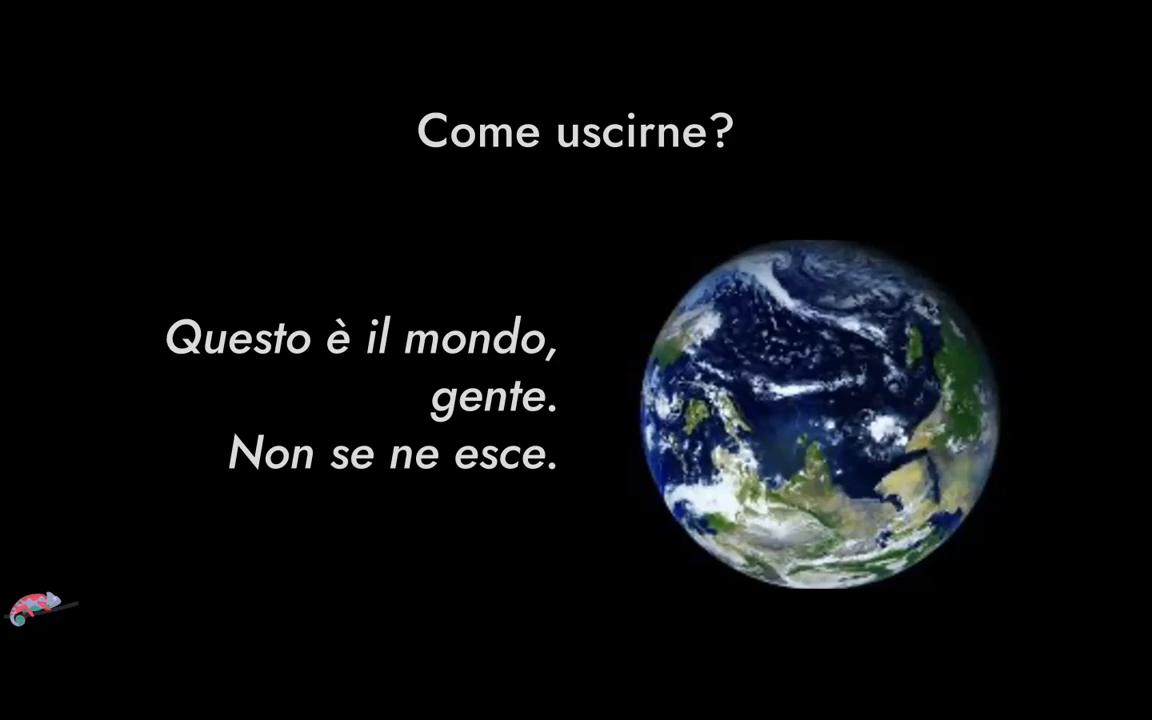 Come uscirne?
Questo è il mondo,
gente.
Non se ne esce.